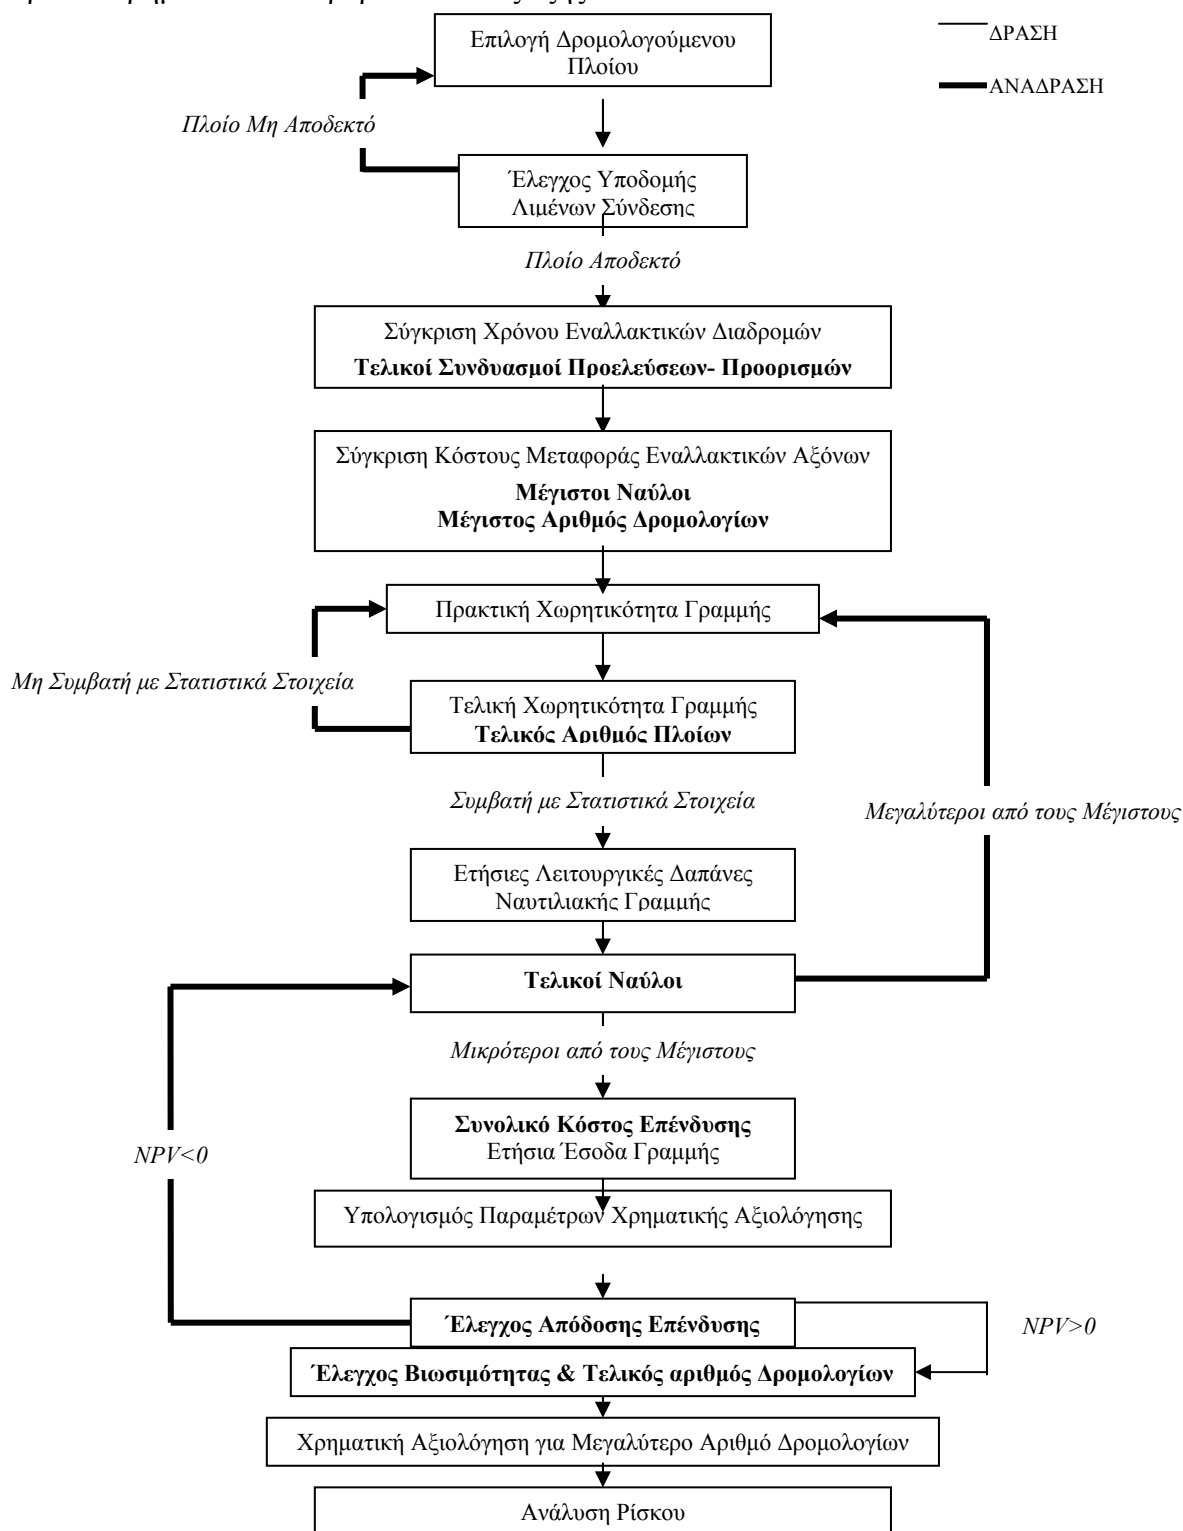 Επιλογή Δρομολογούμενου
Πλοίου
ΔΡΑΣΗ
ΑΝΑΔΡΑΣΗ
Πλοίο Μη Αποδεκτό
Έλεγχος Υποδομής
Λιμένων Σύνδεσης
Πλοίο Αποδεκτό
Σύγκριση Χρόνου Εναλλακτικών Διαδρομών
Τελικοί Συνδυασμοί Προελεύσεων- Προορισμών
Σύγκριση Κόστους Μεταφοράς Εναλλακτικών Αξόνων
Μέγιστοι Ναύλοι
Μέγιστος Αριθμός Δρομολογίων
Πρακτική Χωρητικότητα Γραμμής
Μη Συμβατή με Στατιστικά Στοιχεία
Τελική Χωρητικότητα Γραμμής
Τελικός Αριθμός Πλοίων
Συμβατή με Στατιστικά Στοιχεία
Μεγαλύτεροι από τους Μέγιστους
Ετήσιες Λειτουργικές Δαπάνες
Ναυτιλιακής Γραμμής
Τελικοί Ναύλοι
Μικρότεροι από τους Μέγιστους
Συνολικό Κόστος Επένδυσης
Ετήσια Έσοδα Γραμμής
NPV<0
Υπολογισμός Παραμέτρων Χρηματικής Αξιολόγησης
Έλεγχος Απόδοσης Επένδυσης
NPV>0
Έλεγχος Βιωσιμότητας & Τελικός αριθμός Δρομολογίων
Χρηματική Αξιολόγηση για Μεγαλύτερο Αριθμό Δρομολογίων
Ανάλυση Ρίσκου